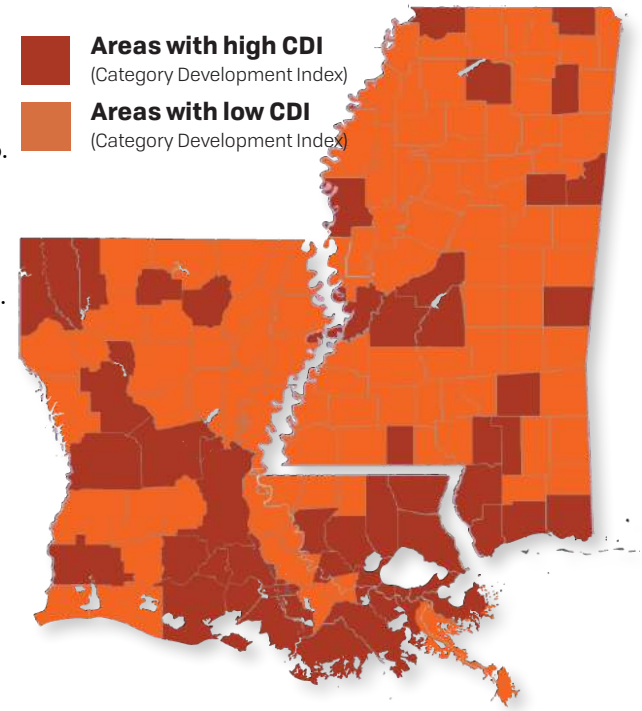 Areas with high CDI
(Category Development Index)
Areas with low CDI
(Category Development Index)